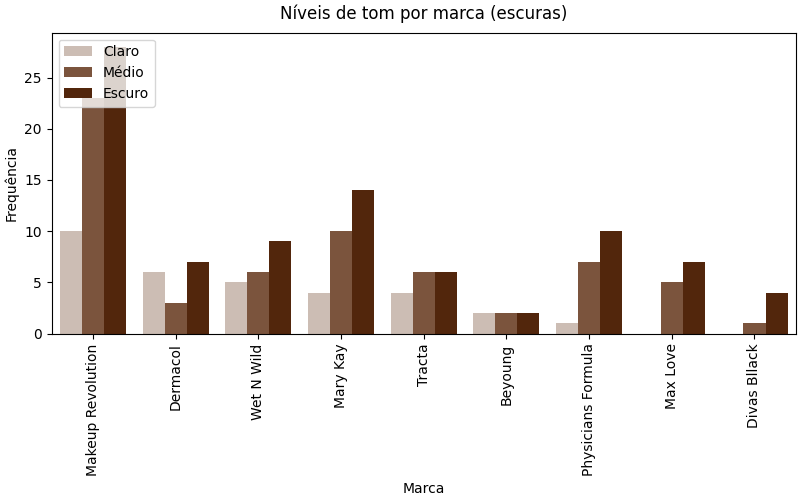 Níveis de tom por marca (escuras)
Claro
Médio
Escuro
Frequência
25
20
15
10
5
0
Makeup Revolution
Dermacol
Wet N Wild
Mary Kay
Tracta
Beyoung
Physicians Formula
Max Love
Divas Bllack
Marca